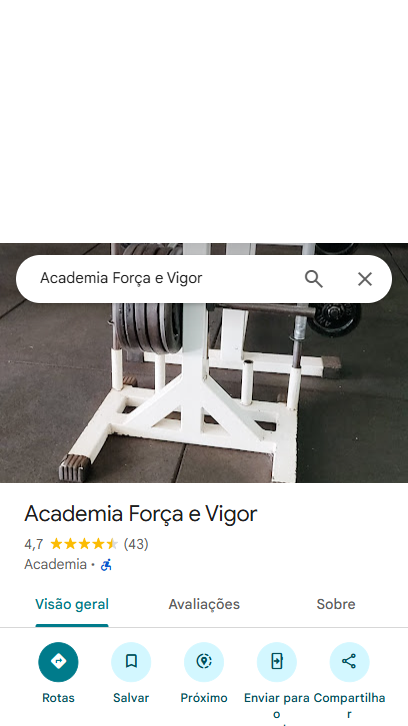 Academia Força e Vigor
Academia Força e Vigor
4,7 (43)
Academia ·
Visão geral Avaliações Sobre
Rotas Salvar Próximo Enviar para o Compartilhar